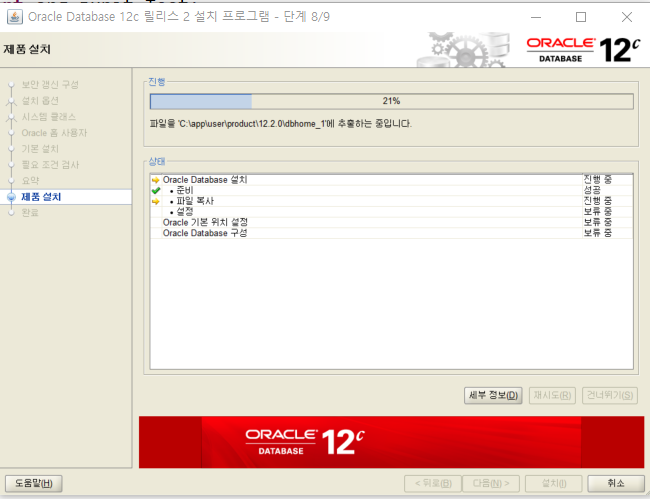 Oracle Database 12c 릴리스 2 설치 프로그램 - 단계 8/9
제품 설치
ORACLE
DATABASE 12c
보안 갱신 구성
설치 옵션
시스템 클래스
Oracle 홈 사용자
기본 설치
필요 조건 검사
요약
제품 설치
완료
진행
21%
파일을 'C:\app\user\product\12.2.0\dbhome_1'에 추출하는 중입니다.
상태
Oracle Database 설치 진행 중
• 준비 성공
• 파일 복사 진행 중
• 설정 보류 중
Oracle 기본 위치 설정 보류 중
Oracle Database 구성 보류 중
세부 정보(D) 재시도(R) 건너뛰기(S)
ORACLE
DATABASE 12c
도움말(H) < 뒤로(B) 다음(N) > 설치(I) 취소